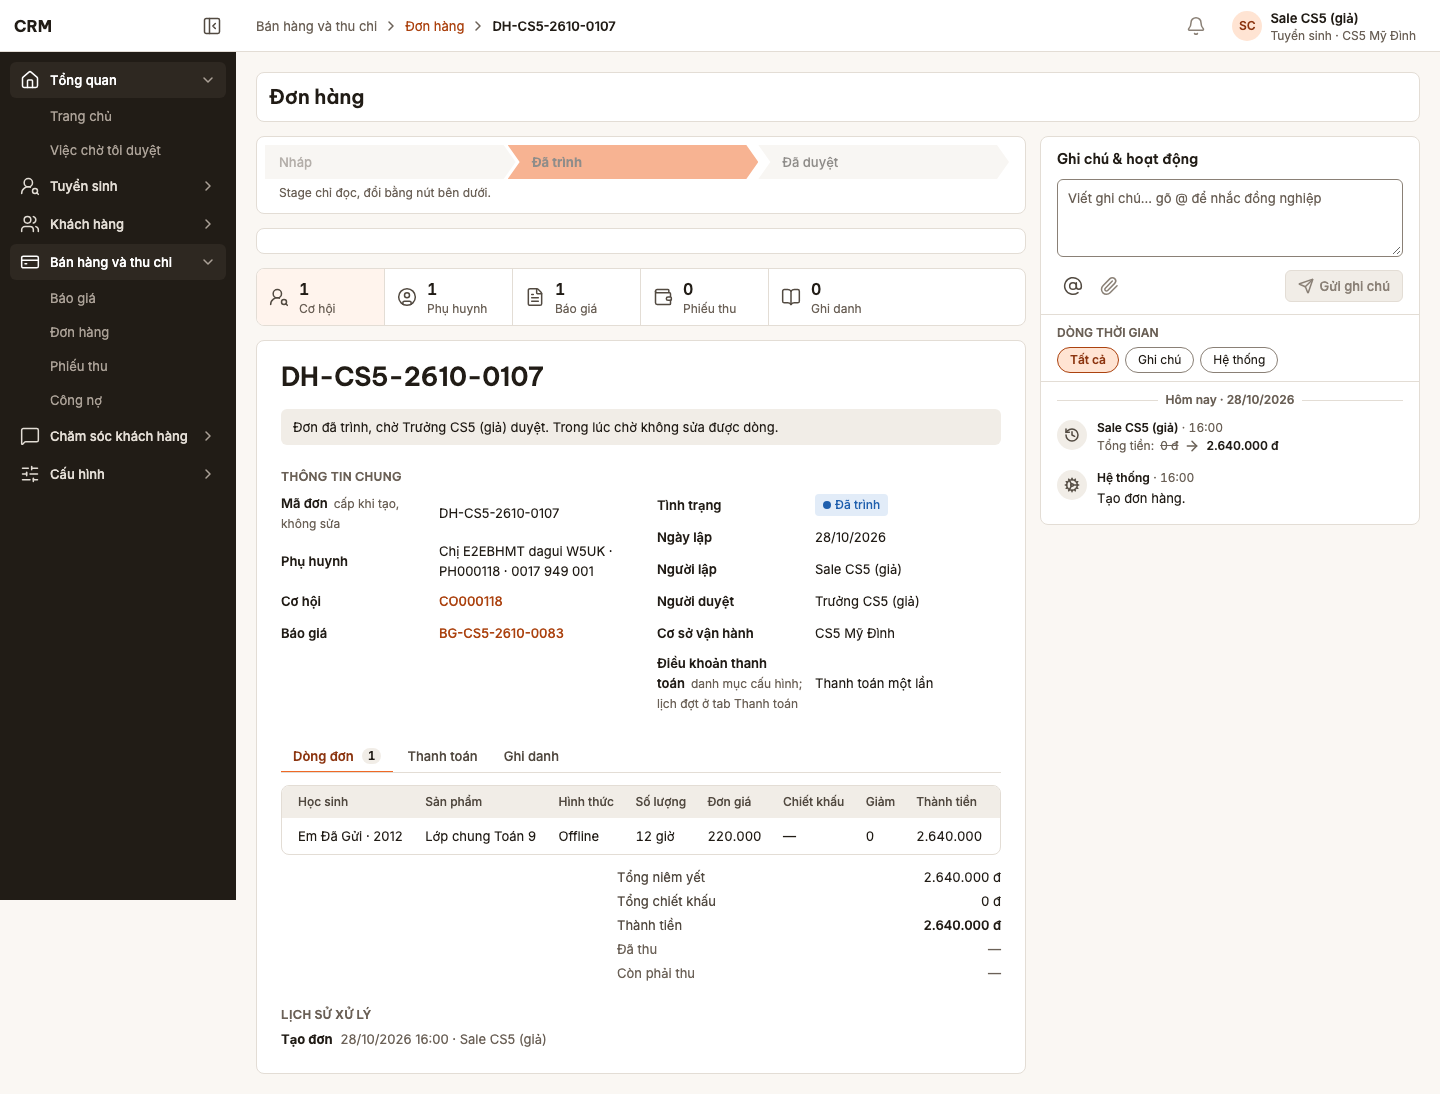 CRM
Bán hàng và thu chi > Đơn hàng > DH-CS5-2610-0107
SC
Sale CS5 (giả)
Tuyển sinh · CS5 Mỹ Đình
Tổng quan
Trang chủ
Việc chờ tôi duyệt
Tuyển sinh
Khách hàng
Bán hàng và thu chi
Báo giá
Đơn hàng
Phiếu thu
Công nợ
Chăm sóc khách hàng
Cấu hình
Đơn hàng
Nháp
Đã trình
Đã duyệt
Stage chỉ đọc, đổi bằng nút bên dưới.
1
Cơ hội
1
Phụ huynh
1
Báo giá
0
Phiếu thu
0
Ghi danh
DH-CS5-2610-0107
Đơn đã trình, chờ Trưởng CS5 (giả) duyệt. Trong lúc chờ không sửa được dòng.
THÔNG TIN CHUNG
Mã đơn cấp khi tạo,
không sửa
DH-CS5-2610-0107
Phụ huynh
Chị E2EBHMT dagui W5UK ·
PH000118 · 0017 949 001
Cơ hội
CO000118
Báo giá
BG-CS5-2610-0083
Tình trạng
Đã trình
Ngày lập
28/10/2026
Người lập
Sale CS5 (giả)
Người duyệt
Trưởng CS5 (giả)
Cơ sở vận hành
CS5 Mỹ Đình
Điều khoản thanh
toán danh mục cấu hình;
lịch đợt ở tab Thanh toán
Thanh toán một lần
Dòng đơn 1
Thanh toán
Ghi danh
Học sinh Sản phẩm Hình thức Số lượng Đơn giá Chiết khấu Giảm Thành tiền
Em Đã Gửi · 2012 Lớp chung Toán 9 Offline 12 giờ 220.000 — 0 2.640.000
Tổng niêm yết 2.640.000 đ
Tổng chiết khấu 0 đ
Thành tiền 2.640.000 đ
Đã thu —
Còn phải thu —
LỊCH SỬ XỬ LÝ
Tạo đơn 28/10/2026 16:00 · Sale CS5 (giả)
Ghi chú & hoạt động
Viết ghi chú... gõ @ để nhắc đồng nghiệp
Gửi ghi chú
DÒNG THỜI GIAN
Tất cả
Ghi chú
Hệ thống
Hôm nay · 28/10/2026
Sale CS5 (giả) · 16:00
Tổng tiền: 0 đ → 2.640.000 đ
Hệ thống · 16:00
Tạo đơn hàng.